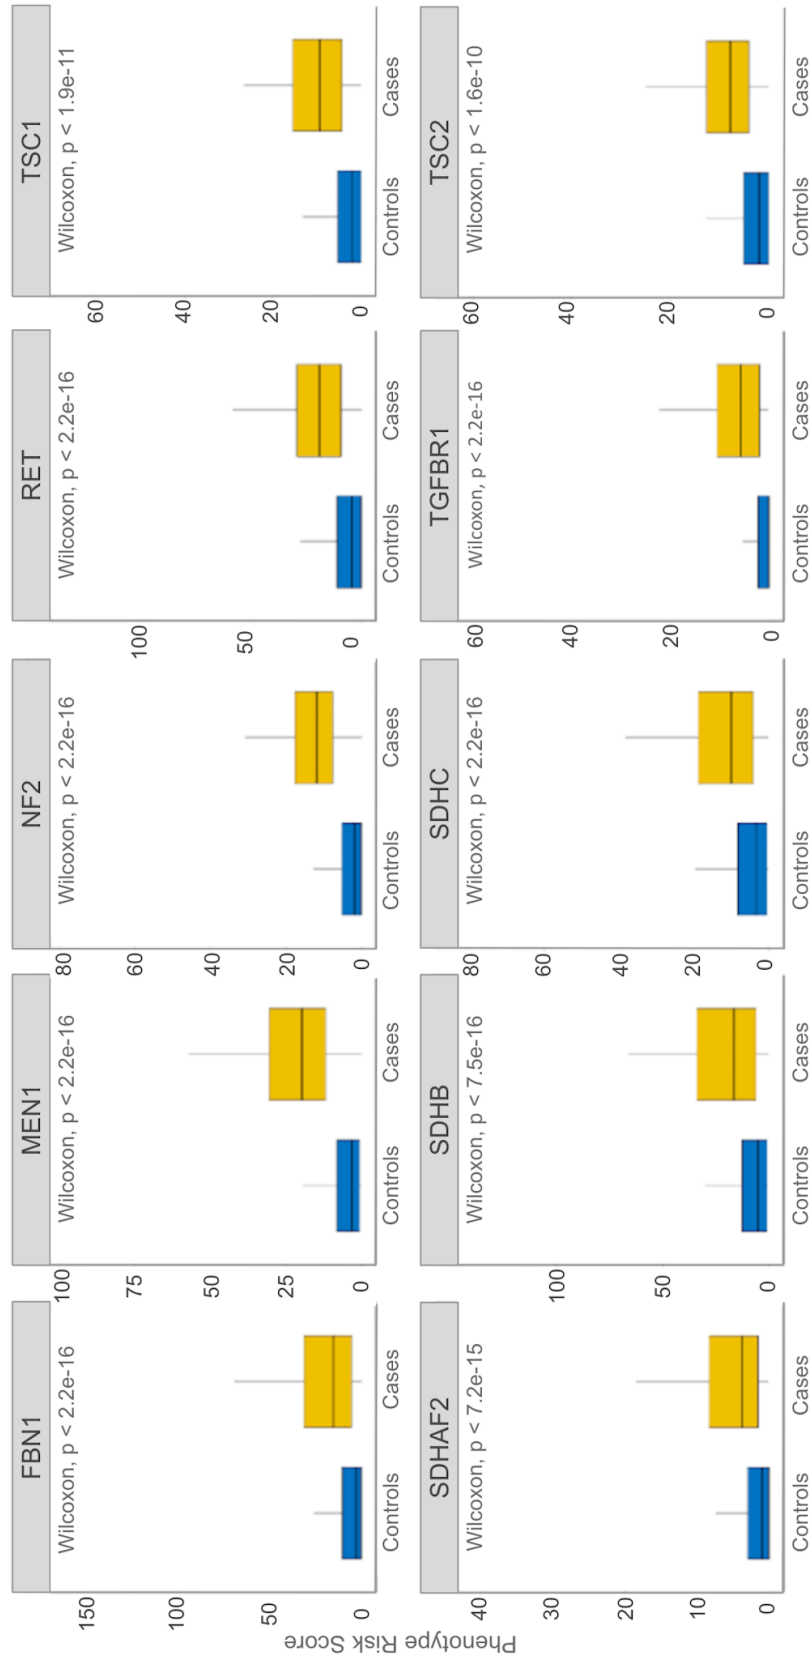 FBN1
Wilcoxon, p < 2.2e-16
150
100
50
0
Controls
Cases
MEN1
Wilcoxon, p < 2.2e-16
100
75
50
25
0
Controls
Cases
NF2
Wilcoxon, p < 2.2e-16
80
60
40
20
0
Controls
Cases
RET
Wilcoxon, p < 2.2e-16
100
50
0
Controls
Cases
TSC1
Wilcoxon, p < 1.9e-11
60
40
20
0
Controls
Cases
Phenotype Risk Score
SDHAF2
Wilcoxon, p < 7.2e-15
40
30
20
10
0
Controls
Cases
SDHB
Wilcoxon, p < 7.5e-16
100
50
0
Controls
Cases
SDHC
Wilcoxon, p < 2.2e-16
80
60
40
20
0
Controls
Cases
TGFBR1
Wilcoxon, p < 2.2e-16
60
40
20
0
Controls
Cases
TSC2
Wilcoxon, p < 1.6e-10
60
40
20
0
Controls
Cases